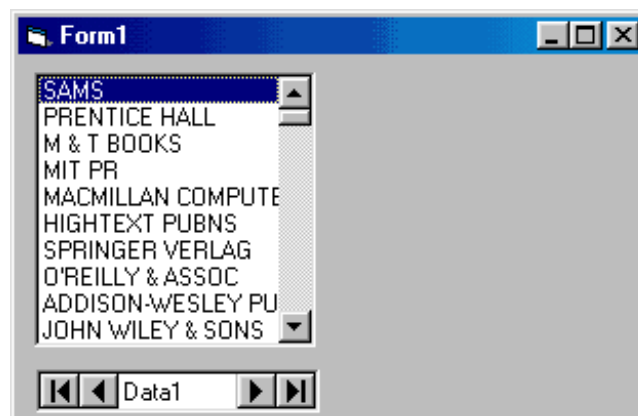 Form1
SAMS
PRENTICE HALL
M & T BOOKS
MIT PR
MACMILLAN COMPUTE
HIGHTEXT PUBNS
SPRINGER VERLAG
O'REILLY & ASSOC
ADDISON-WESLEY PU
JOHN WILEY & SONS
Data1